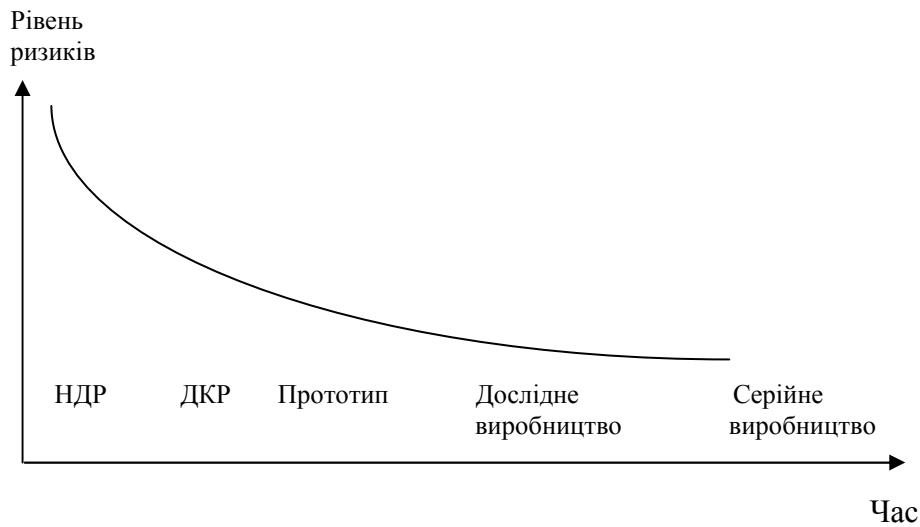 Рівень
ризиків
НДР ДКР Прототип Дослідне Серійне
виробництво виробництво
Час